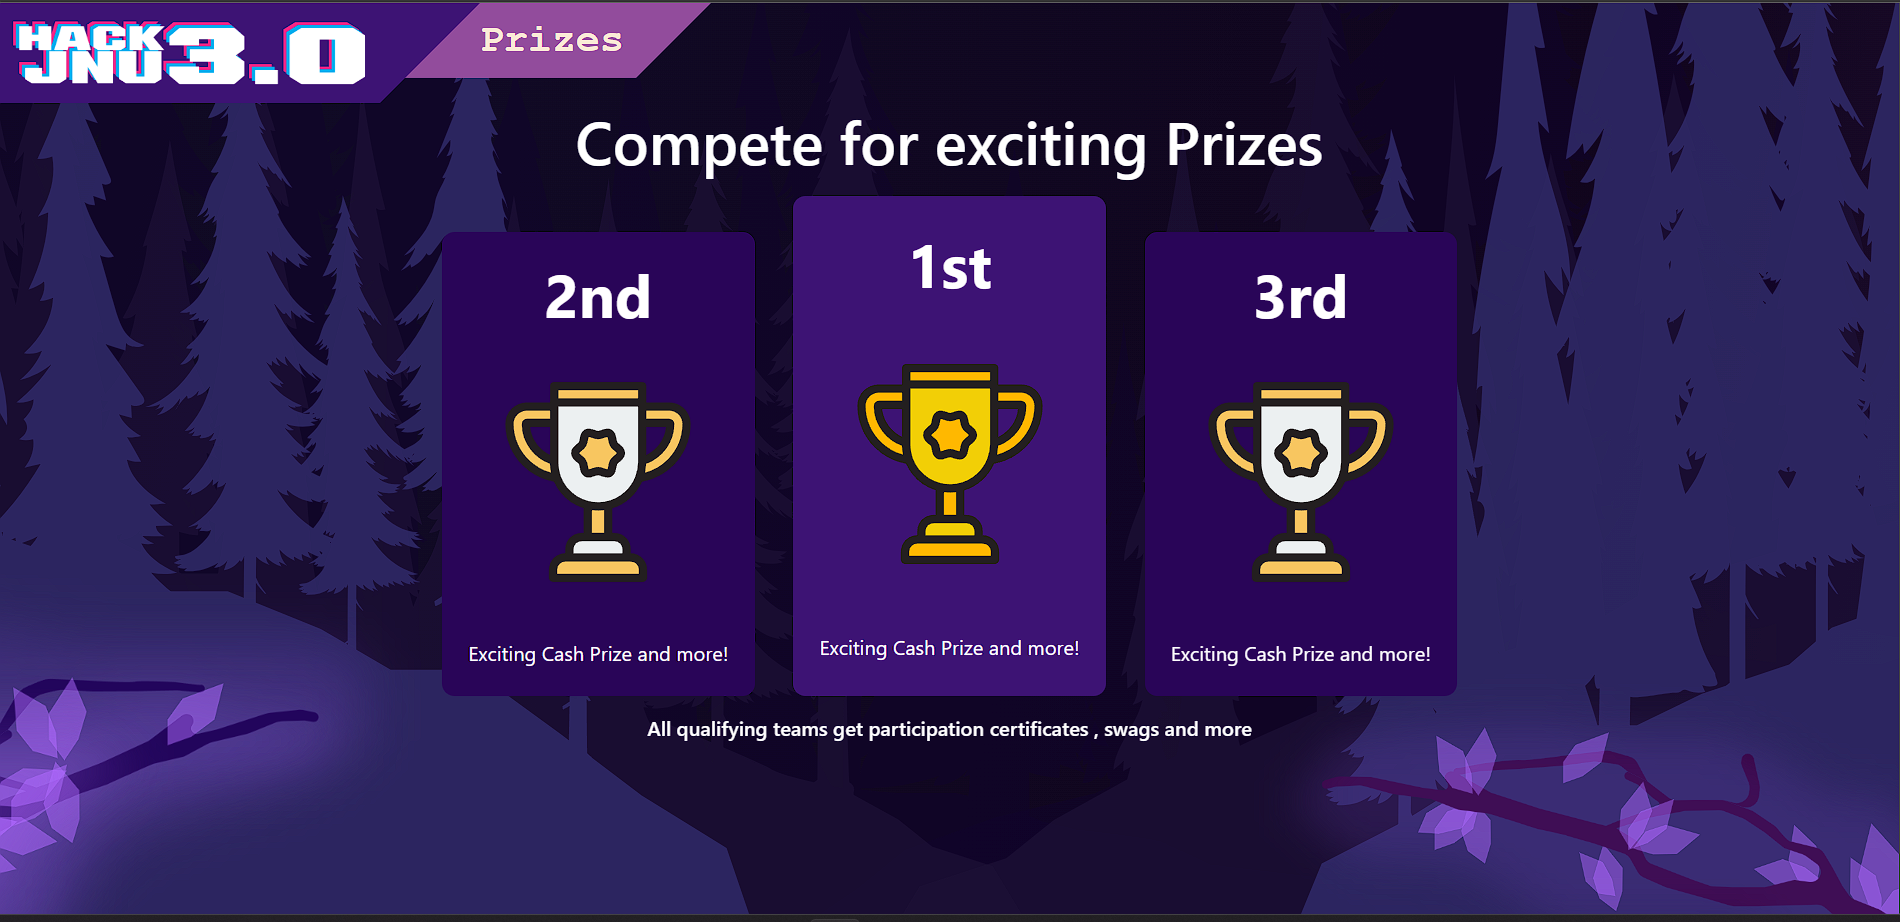 HACK
JNU 3.0
Prizes
Compete for exciting Prizes
2nd
Exciting Cash Prize and more!
1st
Exciting Cash Prize and more!
3rd
Exciting Cash Prize and more!
All qualifying teams get participation certificates , swags and more